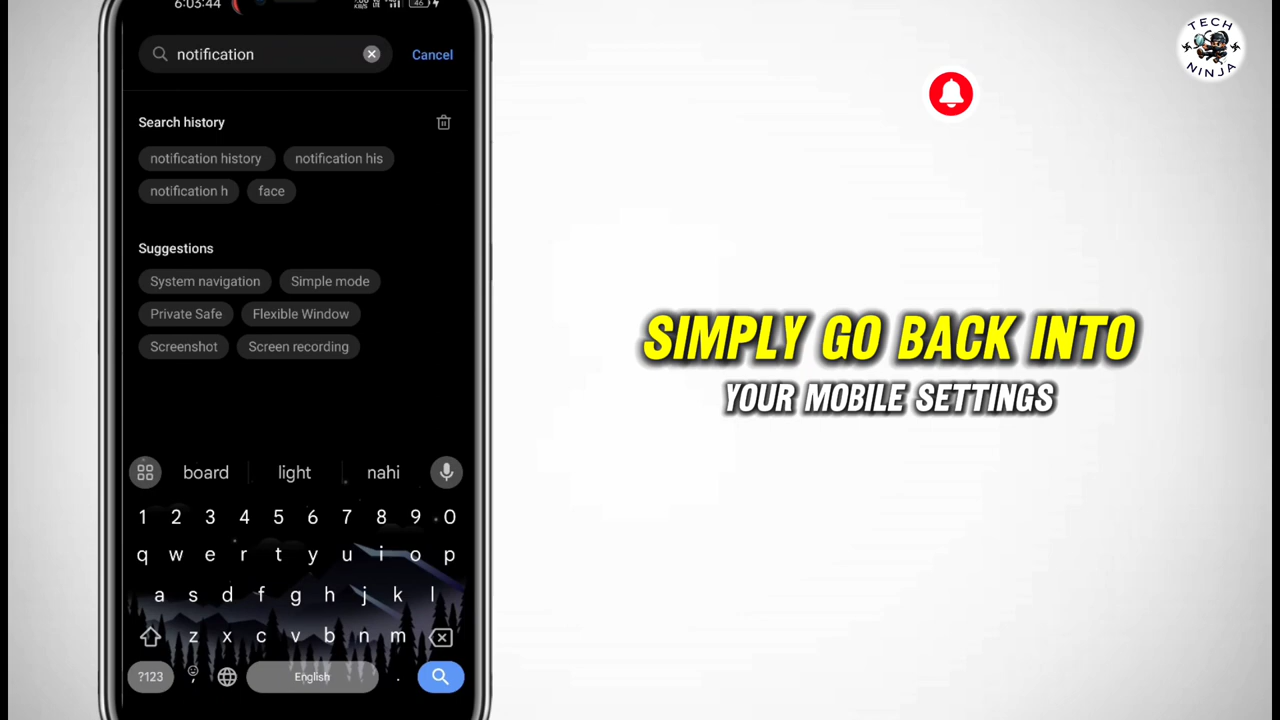 6:03:44
46
notification
Cancel
Search history
notification history
notification his
notification h
face
Suggestions
System navigation
Simple mode
Private Safe
Flexible Window
Screenshot
Screen recording
board
light
nahi
1 2 3 4 5 6 7 8 9 0
q w e r t y u i o p
a s d f g h j k l
z x c v b n m
?123
,
English
.
TECH
NINJA
SIMPLY GO BACK INTO
YOUR MOBILE SETTINGS